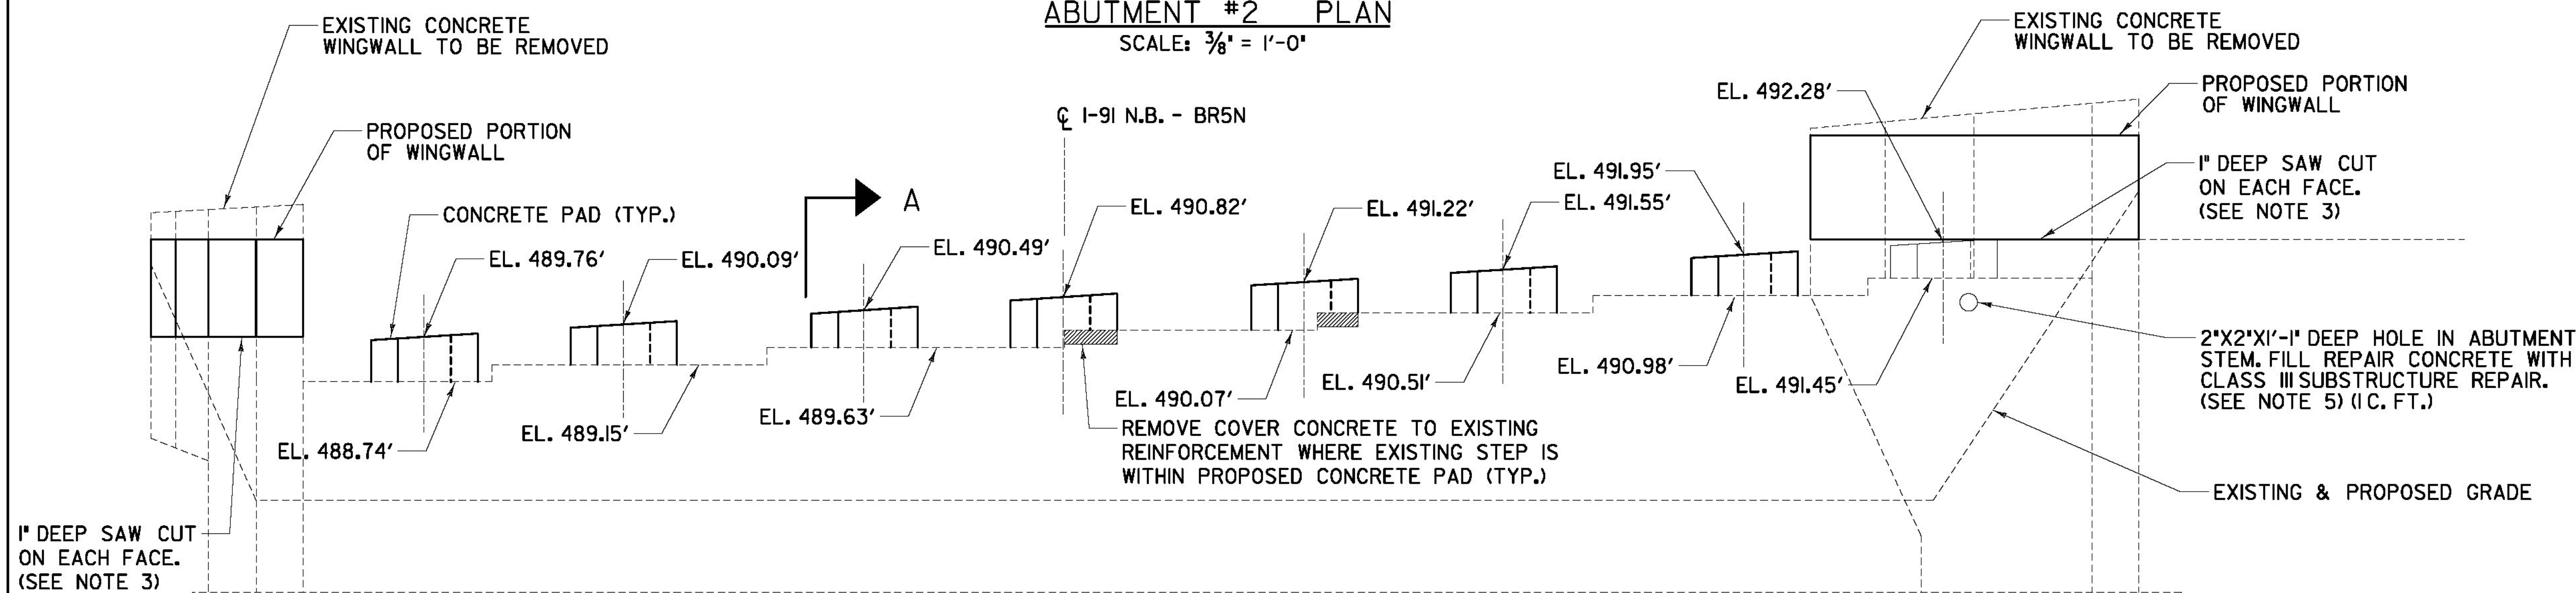 ABUTMENT #2 PLAN
SCALE: 3/8" = 1'-0"
EXISTING CONCRETE
WINGWALL TO BE REMOVED
PROPOSED PORTION
OF WINGWALL
CONCRETE PAD (TYP.)
EL. 489.76'
EL. 490.09'
A
EL. 490.49'
℄ I-91 N.B. - BR5N
EL. 490.82'
EL. 491.22'
EL. 491.95'
EL. 491.55'
EL. 492.28'
EXISTING CONCRETE
WINGWALL TO BE REMOVED
PROPOSED PORTION
OF WINGWALL
1" DEEP SAW CUT
ON EACH FACE.
(SEE NOTE 3)
EL. 488.74'
EL. 489.15'
EL. 489.63'
EL. 490.07'
EL. 490.51'
EL. 490.98'
EL. 491.45'
REMOVE COVER CONCRETE TO EXISTING
REINFORCEMENT WHERE EXISTING STEP IS
WITHIN PROPOSED CONCRETE PAD (TYP.)
2"X2"X1'-1" DEEP HOLE IN ABUTMENT
STEM. FILL REPAIR CONCRETE WITH
CLASS III SUBSTRUCTURE REPAIR.
(SEE NOTE 5) (1 C. FT.)
EXISTING & PROPOSED GRADE
1" DEEP SAW CUT
ON EACH FACE.
(SEE NOTE 3)